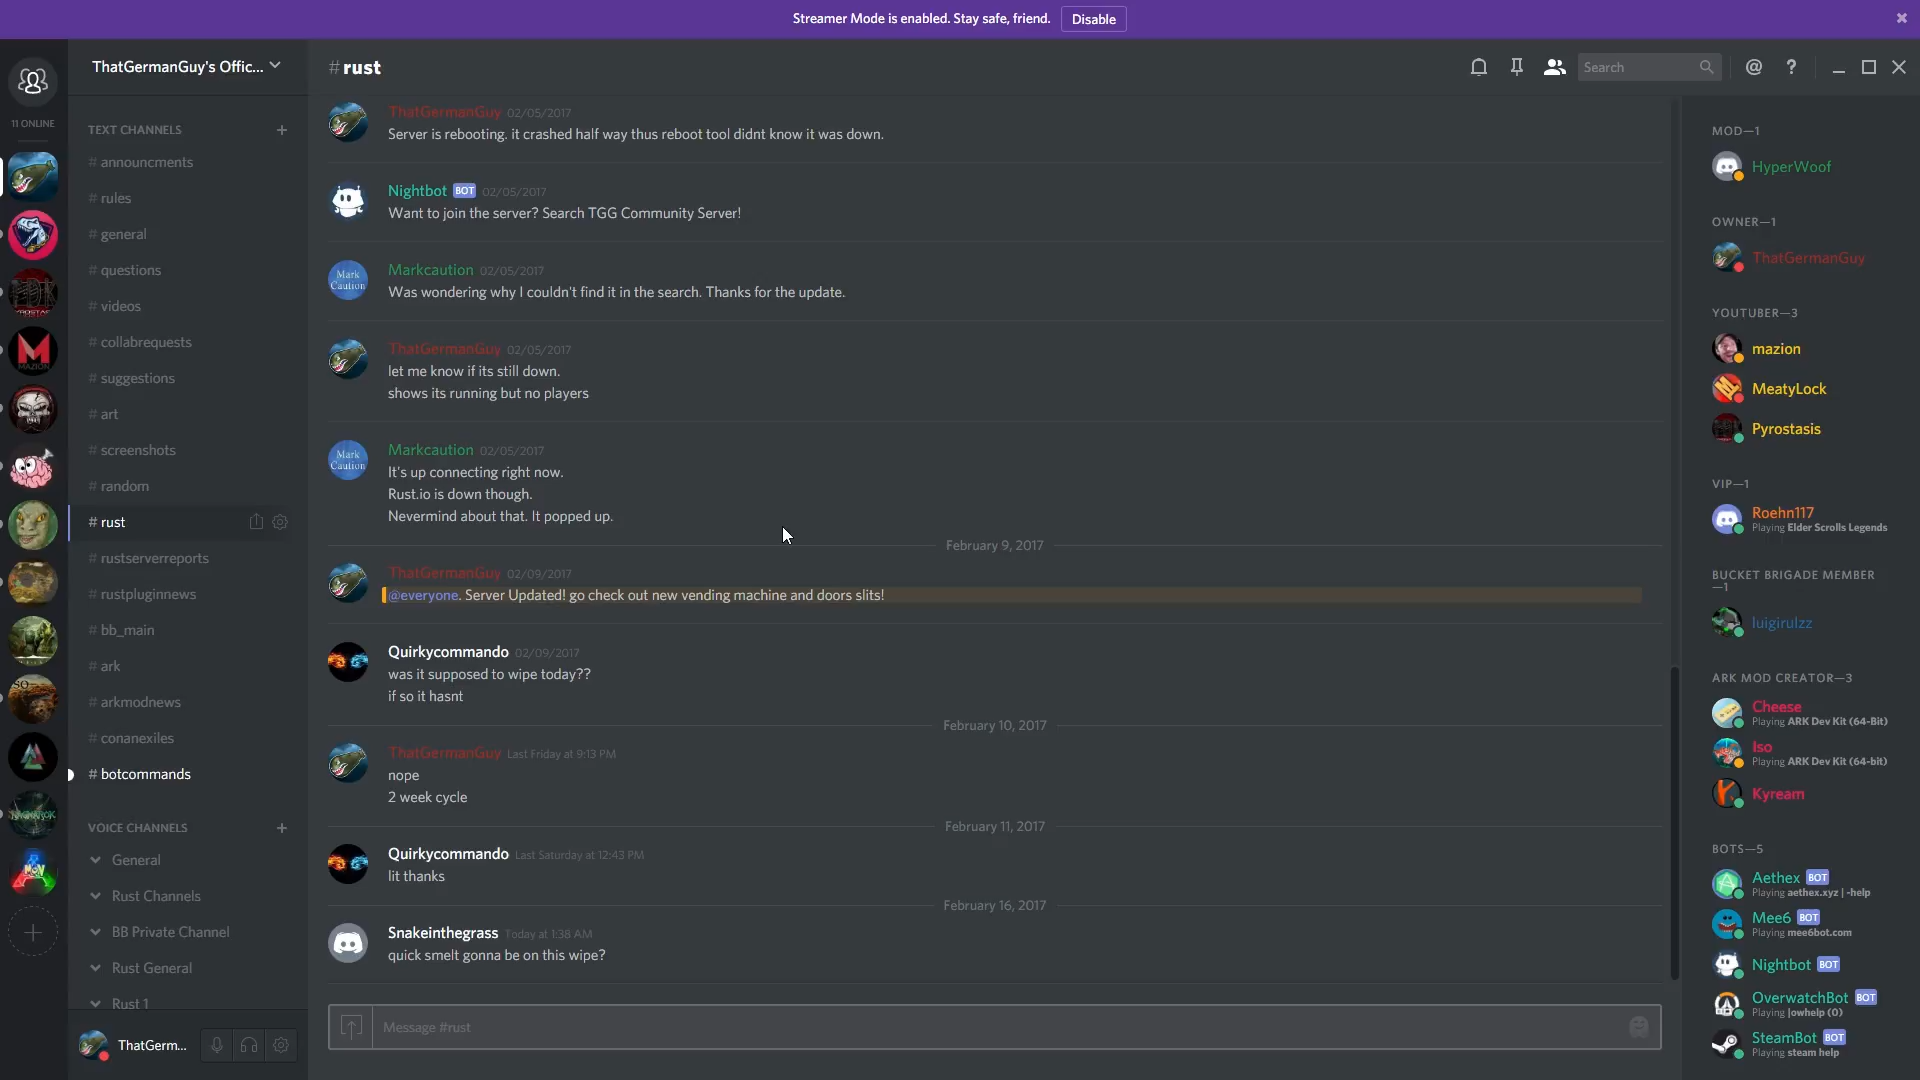 Streamer Mode is enabled. Stay safe, friend. Disable
11 ONLINE
ThatGermanGuy's Offic...
TEXT CHANNELS
# announcments
# rules
# general
# questions
# videos
# collabrequests
# suggestions
# art
# screenshots
# random
# rust
# rustserverreports
# rustpluginnews
# bb_main
# ark
# arkmodnews
# conanexiles
# botcommands
VOICE CHANNELS
General
Rust Channels
BB Private Channel
Rust General
Rust 1
ThatGerm...
#rust
Search
ThatGermanGuy 02/05/2017
Server is rebooting. it crashed half way thus reboot tool didnt know it was down.
Nightbot BOT 02/05/2017
Want to join the server? Search TGG Community Server!
Mark
Caution
Markcaution 02/05/2017
Was wondering why I couldn't find it in the search. Thanks for the update.
ThatGermanGuy 02/05/2017
let me know if its still down.
shows its running but no players
Mark
Caution
Markcaution 02/05/2017
It's up connecting right now.
Rust.io is down though.
Nevermind about that. It popped up.
February 9, 2017
ThatGermanGuy 02/09/2017
@everyone. Server Updated! go check out new vending machine and doors slits!
Quirkycommando 02/09/2017
was it supposed to wipe today??
if so it hasnt
February 10, 2017
ThatGermanGuy Last Friday at 9:13 PM
nope
2 week cycle
February 11, 2017
Quirkycommando Last Saturday at 12:43 PM
lit thanks
February 16, 2017
Snakeinthegrass Today at 1:38 AM
quick smelt gonna be on this wipe?
Message #rust
MOD—1
HyperWoof
OWNER—1
ThatGermanGuy
YOUTUBER—3
mazion
MeatyLock
Pyrostasis
VIP—1
Roehn117
Playing Elder Scrolls Legends
BUCKET BRIGADE MEMBER
—1
luigirulzz
ARK MOD CREATOR—3
Cheese
Playing ARK Dev Kit (64-Bit)
Iso
Playing ARK Dev Kit (64-bit)
Kyream
BOTS—5
Aethex BOT
Playing aethex.xyz | -help
Mee6 BOT
Playing mee6bot.com
Nightbot BOT
OverwatchBot BOT
Playing |owhelp (0)
SteamBot BOT
Playing steam help